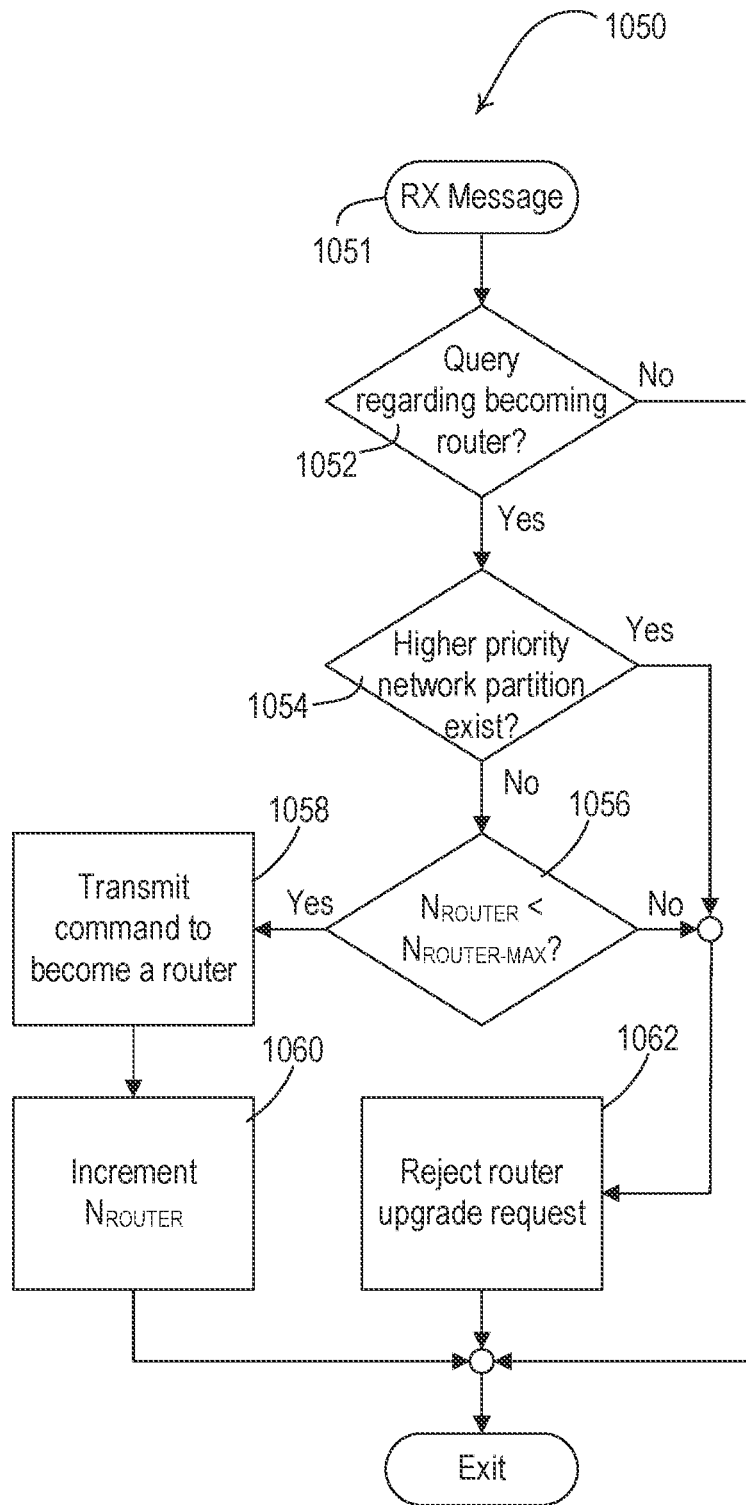 1050
RX Message
1051
Query
regarding becoming
router?
No
1052
Yes
Higher priority
network partition
exist?
Yes
1054
No
1056
1058
Transmit
command to
become a router
Yes
NROUTER <
NROUTER-MAX?
No
1060
Increment
NROUTER
1062
Reject router
upgrade request
Exit